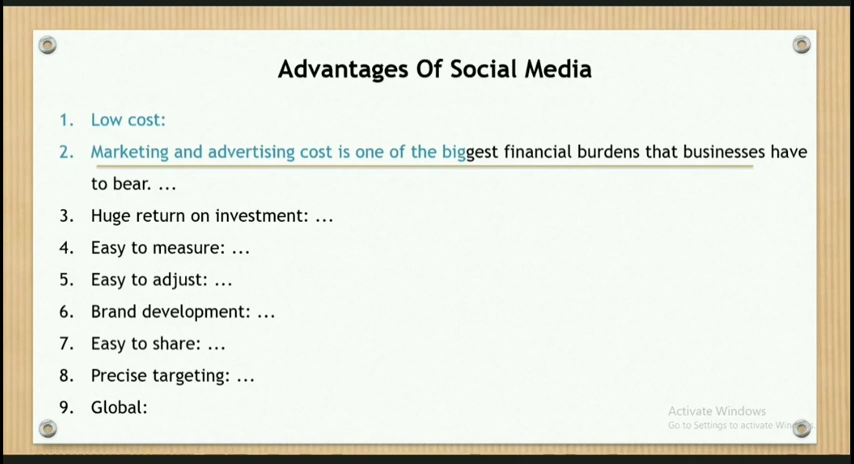 Advantages Of Social Media
1. Low cost:
2. Marketing and advertising cost is one of the biggest financial burdens that businesses have
to bear. ...
3. Huge return on investment: ...
4. Easy to measure: ...
5. Easy to adjust: ...
6. Brand development: ...
7. Easy to share: ...
8. Precise targeting: ...
9. Global:
Activate Windows
Go to Settings to activate